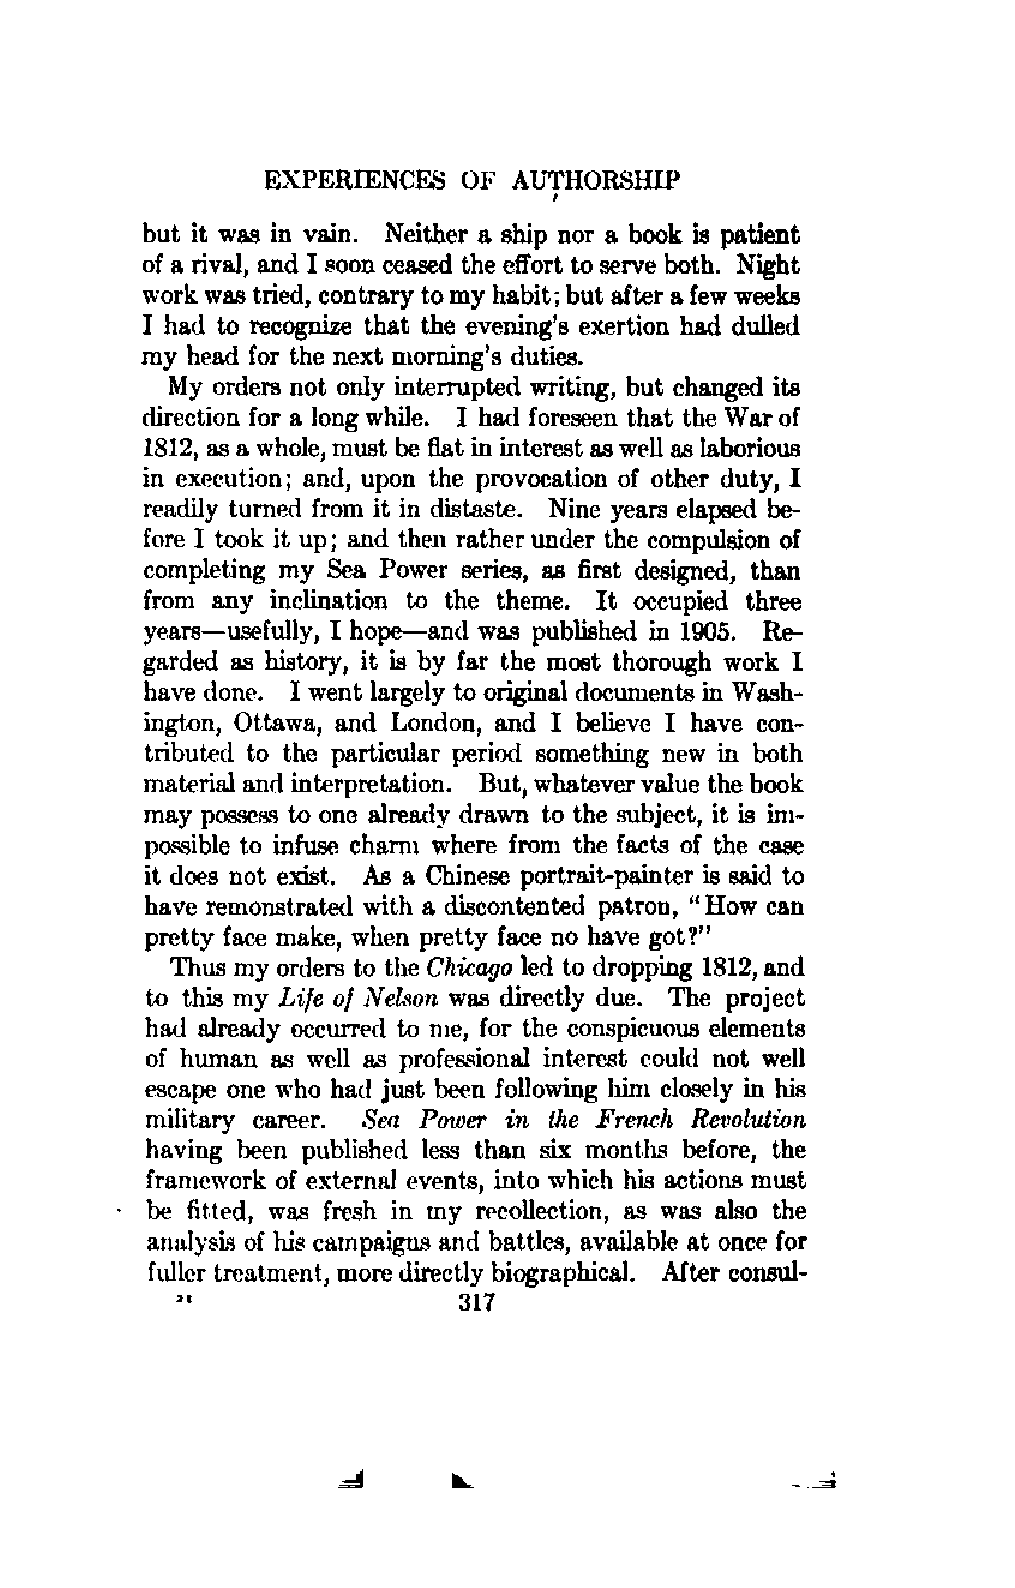 EXPERIENCES OF AUTHORSHIP
but it was in vain. Neither a ship nor a book is patient
of a rival, and I soon ceased the effort to serve both. Night
work was tried, contrary to my habit; but after a few weeks
I had to recognize that the evening's exertion had dulled
my head for the next morning's duties.
My orders not only interrupted writing, but changed its
direction for a long while. I had foreseen that the War of
1812, as a whole, must be flat in interest as well as laborious
in execution; and, upon the provocation of other duty, I
readily turned from it in distaste. Nine years elapsed be-
fore I took it up; and then rather under the compulsion of
completing my Sea Power series, as first designed, than
from any inclination to the theme. It occupied three
years—usefully, I hope—and was published in 1905. Re-
garded as history, it is by far the most thorough work I
have done. I went largely to original documents in Wash-
ington, Ottawa, and London, and I believe I have con-
tributed to the particular period something new in both
material and interpretation. But, whatever value the book
may possess to one already drawn to the subject, it is im-
possible to infuse charm where from the facts of the case
it does not exist. As a Chinese portrait-painter is said to
have remonstrated with a discontented patron, "How can
pretty face make, when pretty face no have got?"
Thus my orders to the Chicago led to dropping 1812, and
to this my Life of Nelson was directly due. The project
had already occurred to me, for the conspicuous elements
of human as well as professional interest could not well
escape one who had just been following him closely in his
military career. Sea Power in the French Revolution
having been published less than six months before, the
framework of external events, into which his actions must
be fitted, was fresh in my recollection, as was also the
analysis of his campaigns and battles, available at once for
fuller treatment, more directly biographical. After consul-
317